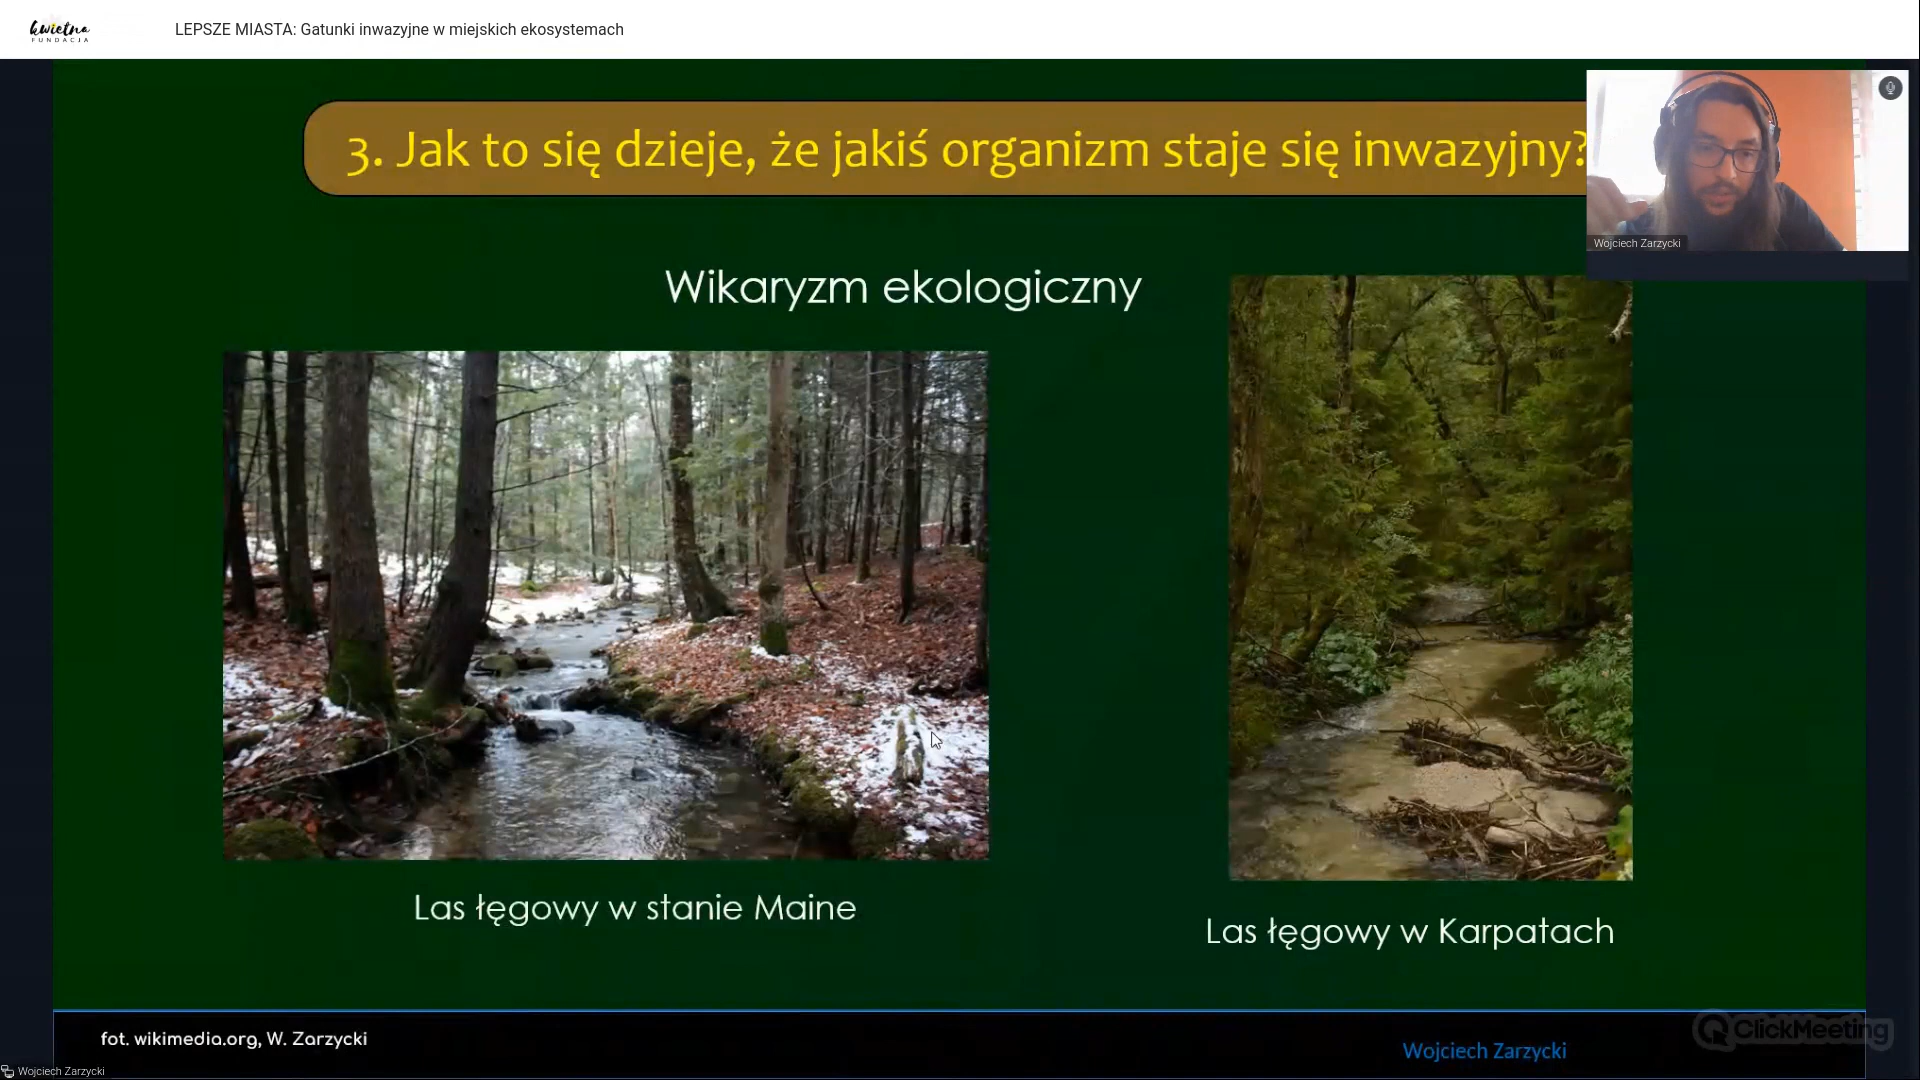 kwietna
FUNDACJA
LEPSZE MIASTA: Gatunki inwazyjne w miejskich ekosystemach
3. Jak to się dzieje, że jakiś organizm staje się inwazyjny?
Wojciech Zarzycki
Wikaryzm ekologiczny
Las łęgowy w stanie Maine
Las łęgowy w Karpatach
fot. wikimedia.org, W. Zarzycki
Wojciech Zarzycki
ClickMeeting
Wojciech Zarzycki